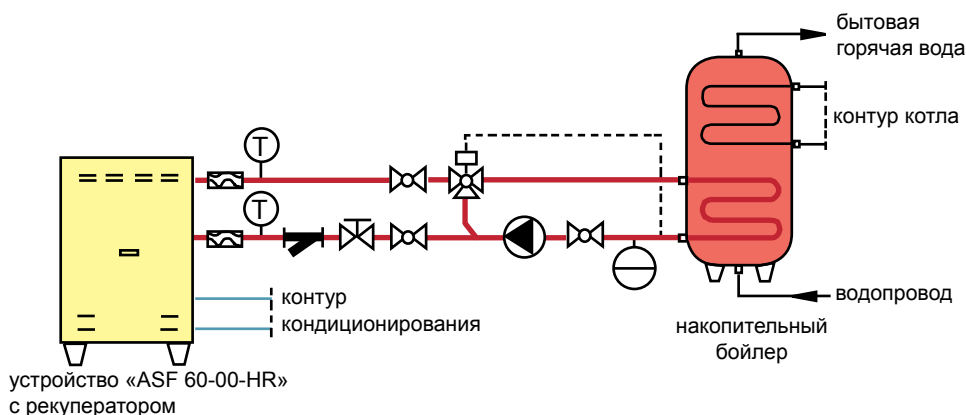 бытовая
горячая вода
контур котла
T
T
контур
кондиционирования
водопровод
накопительный
бойлер
устройство «ASF 60-00-HR»
с рекуператором